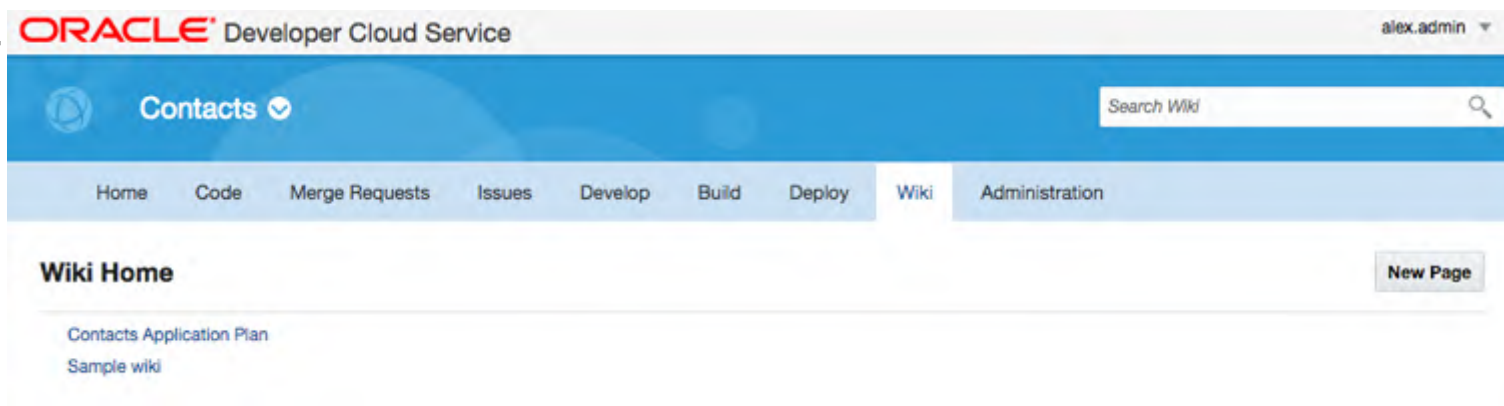 ORACLE Developer Cloud Service
alex.admin
Contacts
Search Wiki
Home Code Merge Requests Issues Develop Build Deploy Wiki Administration
Wiki Home
New Page
Contacts Application Plan
Sample wiki